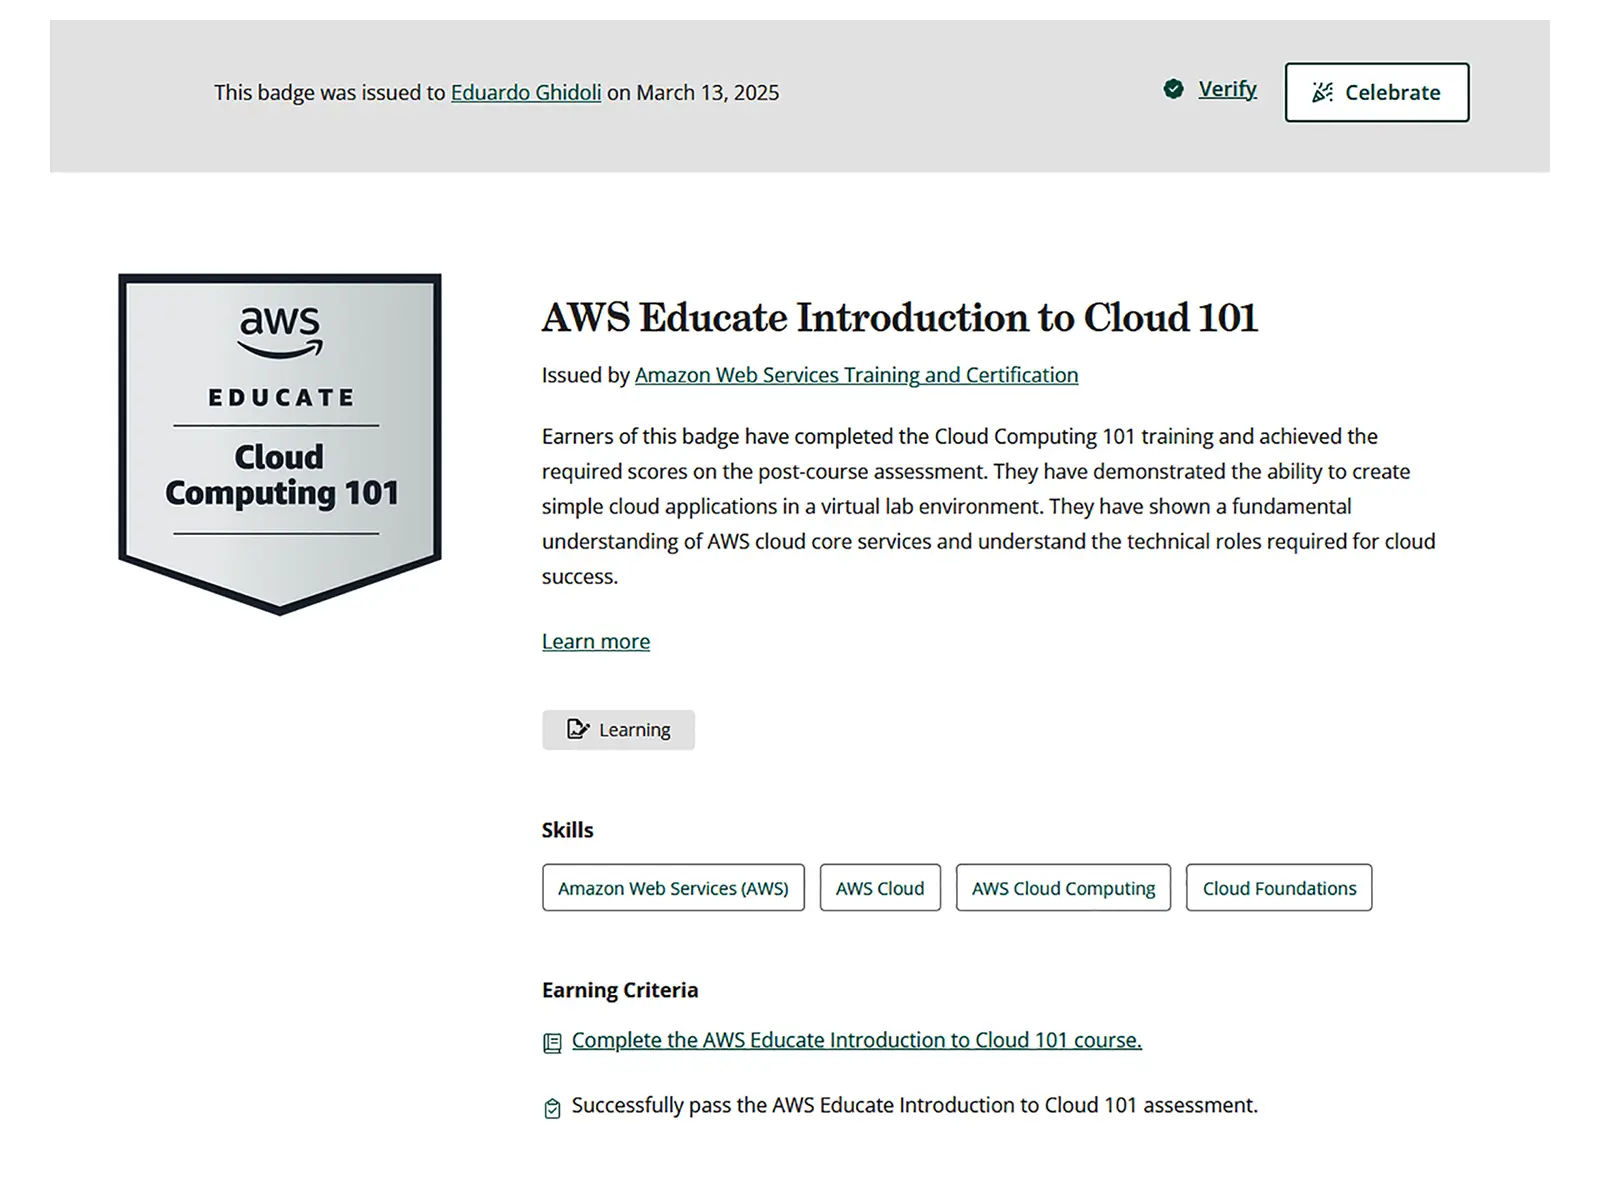 This badge was issued to Eduardo Ghidoli on March 13, 2025
Verify
Celebrate
aws
EDUCATE
Cloud
Computing 101
AWS Educate Introduction to Cloud 101
Issued by Amazon Web Services Training and Certification
Earners of this badge have completed the Cloud Computing 101 training and achieved the
required scores on the post-course assessment. They have demonstrated the ability to create
simple cloud applications in a virtual lab environment. They have shown a fundamental
understanding of AWS cloud core services and understand the technical roles required for cloud
success.
Learn more
Learning
Skills
Amazon Web Services (AWS)
AWS Cloud
AWS Cloud Computing
Cloud Foundations
Earning Criteria
Complete the AWS Educate Introduction to Cloud 101 course.
Successfully pass the AWS Educate Introduction to Cloud 101 assessment.